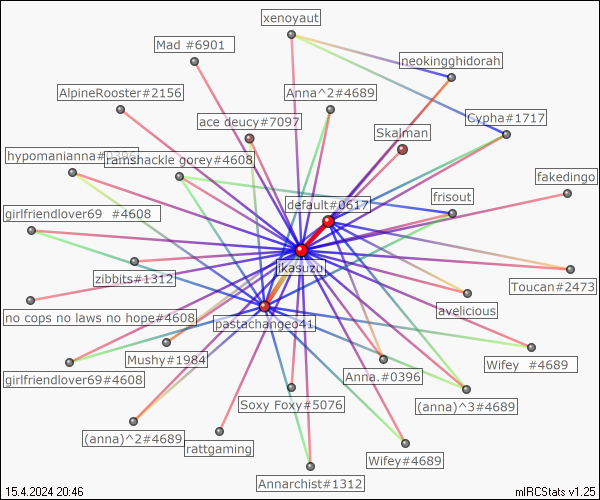 xenoyaut
Mad #6901
neokingghidorah
AlpineRooster#2156
Anna^2#4689
ace deucy#7097
Cypha#1717
Skalman
hypomanianna#
ramshackle gorey#4608
fakedingo
frisout
default#0617
girlfriendlover69 #4608
jkasuzu
zibbits#1312
Toucan#2473
avelicious
no cops no laws no hope#4608
pastachangeo41
Mushy#1984
Wifey #4689
girlfriendlover69#4608
Anna.#0396
Soxy Foxy#5076
(anna)^3#4689
(anna)^2#4689
rattgaming
Wifey#4689
Annarchist#1312
15.4.2024 20:46
mIRCStats v1.25